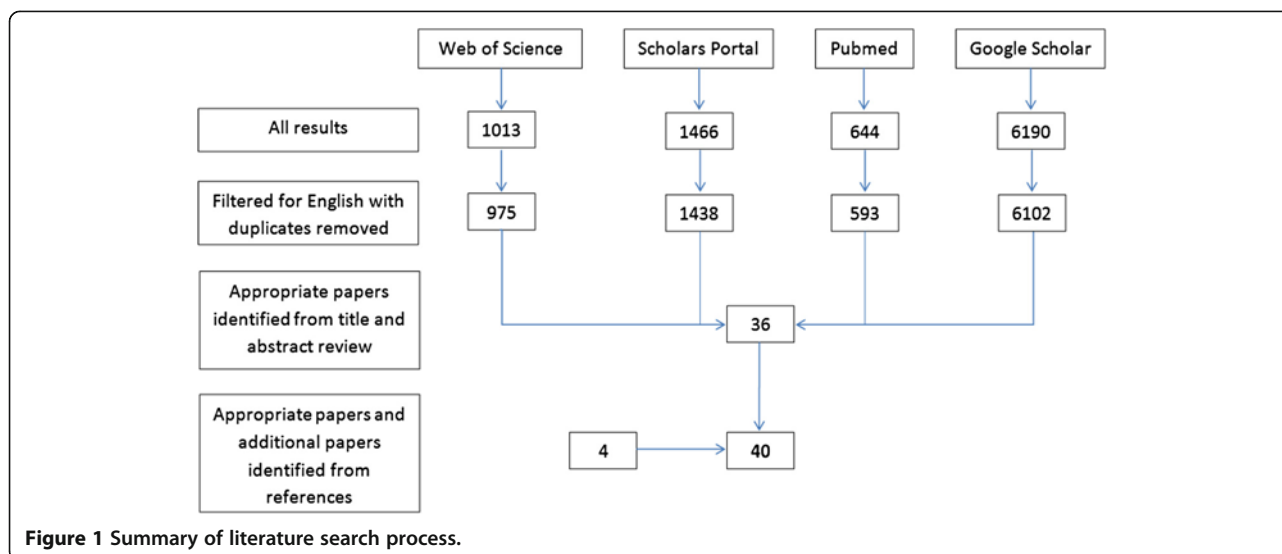 Web of Science Scholars Portal Pubmed Google Scholar
All results 1013 1466 644 6190
Filtered for English with
duplicates removed 975 1438 593 6102
Appropriate papers
identified from title and
abstract review 36
Appropriate papers and
additional papers
identified from
references 4 40
Figure 1 Summary of literature search process.